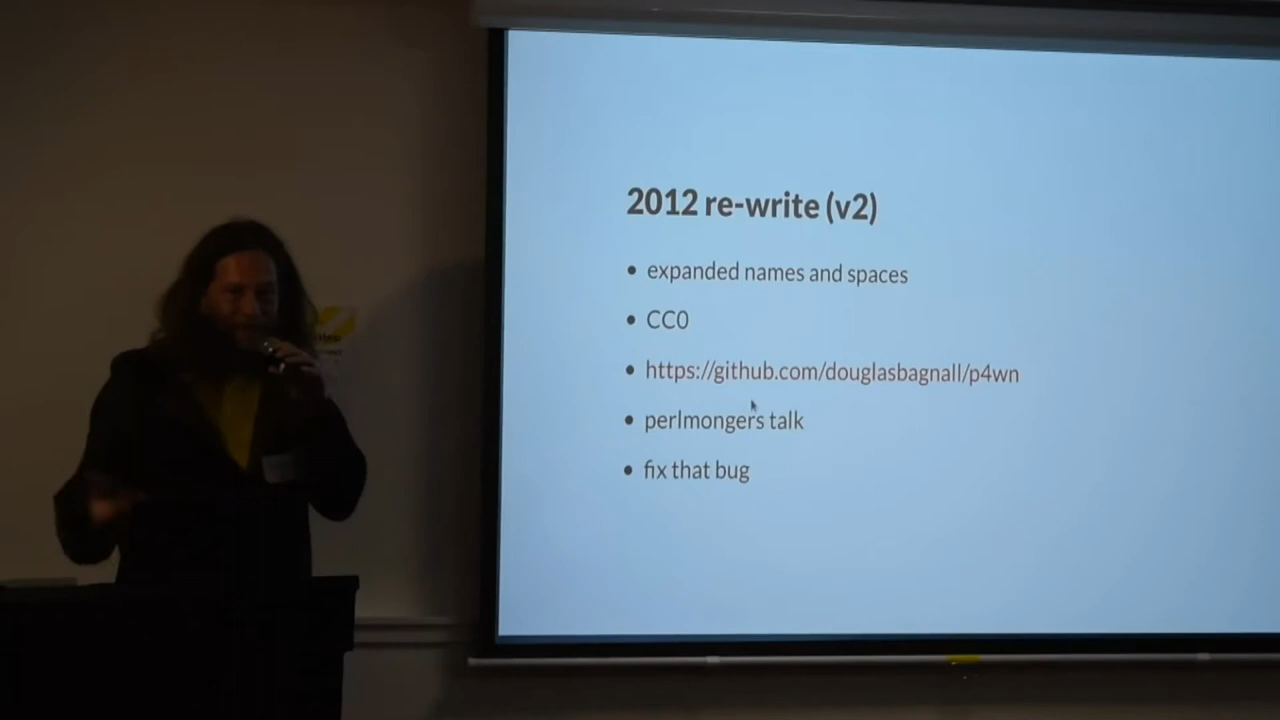 2012 re-write (v2)
expanded names and spaces
CC0
https://github.com/douglasbagnall/p4wn
perlmongers talk
fix that bug